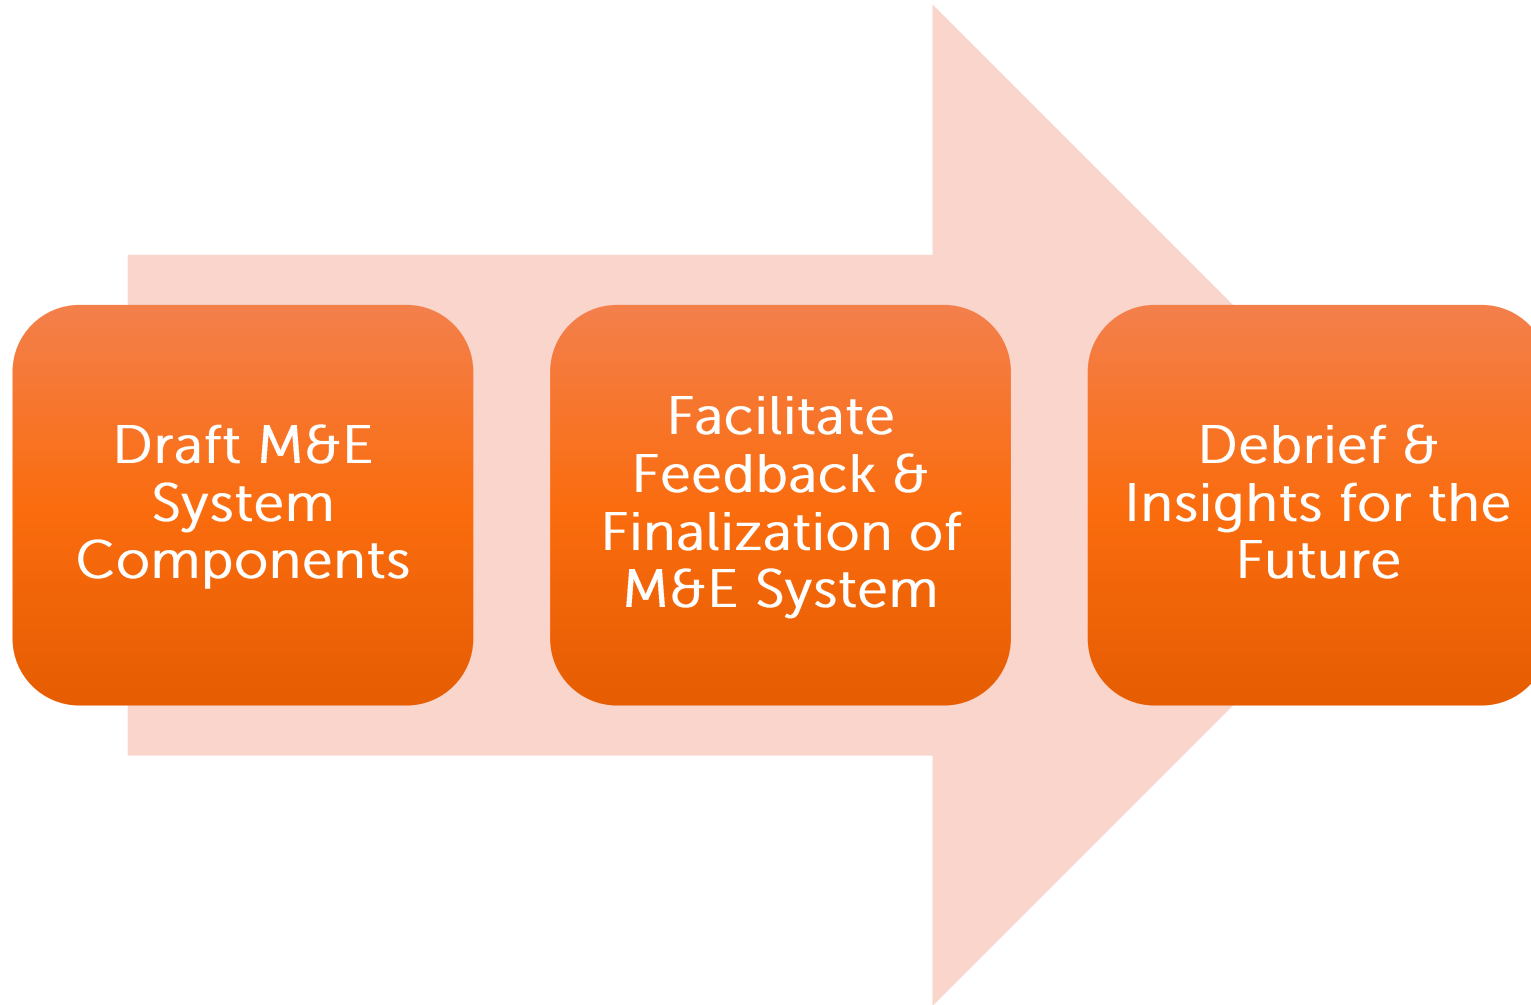 Draft M&E
System
Components
Facilitate
Feedback &
Finalization of
M&E System
Debrief &
Insights for the
Future